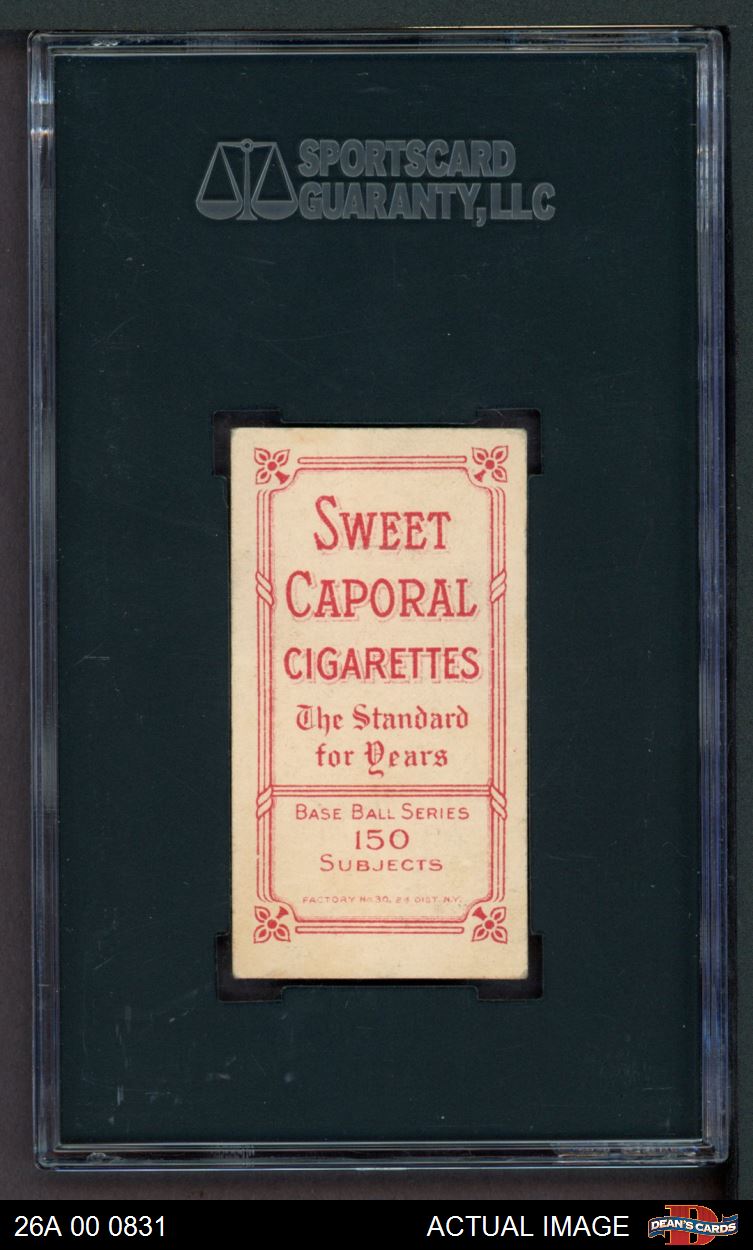 SPORTSCARD
GUARANTY, LLC
SWEET
CAPORAL
CIGARETTES
The Standard
for Years
BASE BALL SERIES
150
SUBJECTS
FACTORY No 30, 2d DIST. N.Y.
26A 00 0831
ACTUAL IMAGE
DEAN'S CARDS